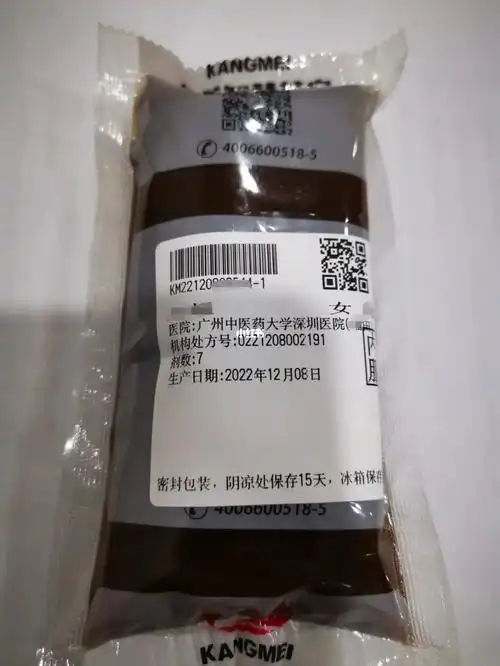 KANGMEI
4006600518-5
KM22120
-1
女
医院:广州中医药大学深圳医院(
机构处方号:0221208002191
剂数:7
生产日期:2022年12月08日
内服
密封包装，阴凉处保存15天，冰箱保存
4006600518-5
KANGMEI